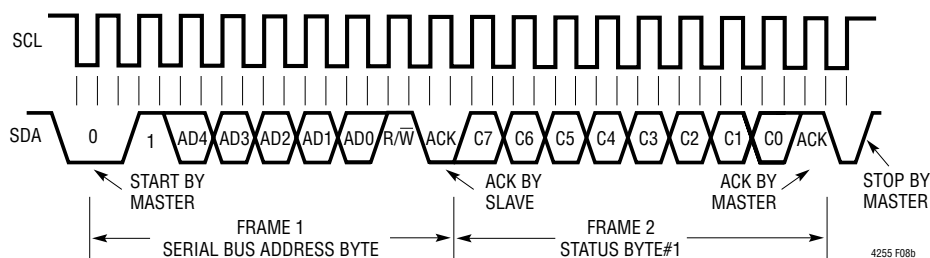 SCL
SDA
0 1 AD4 AD3 AD2 AD1 AD0 R/W̅ ACK C7 C6 C5 C4 C3 C2 C1 C0 ACK
START BY
MASTER
ACK BY
SLAVE
ACK BY
MASTER
STOP BY
MASTER
FRAME 1
SERIAL BUS ADDRESS BYTE
FRAME 2
STATUS BYTE#1
4255 F08b